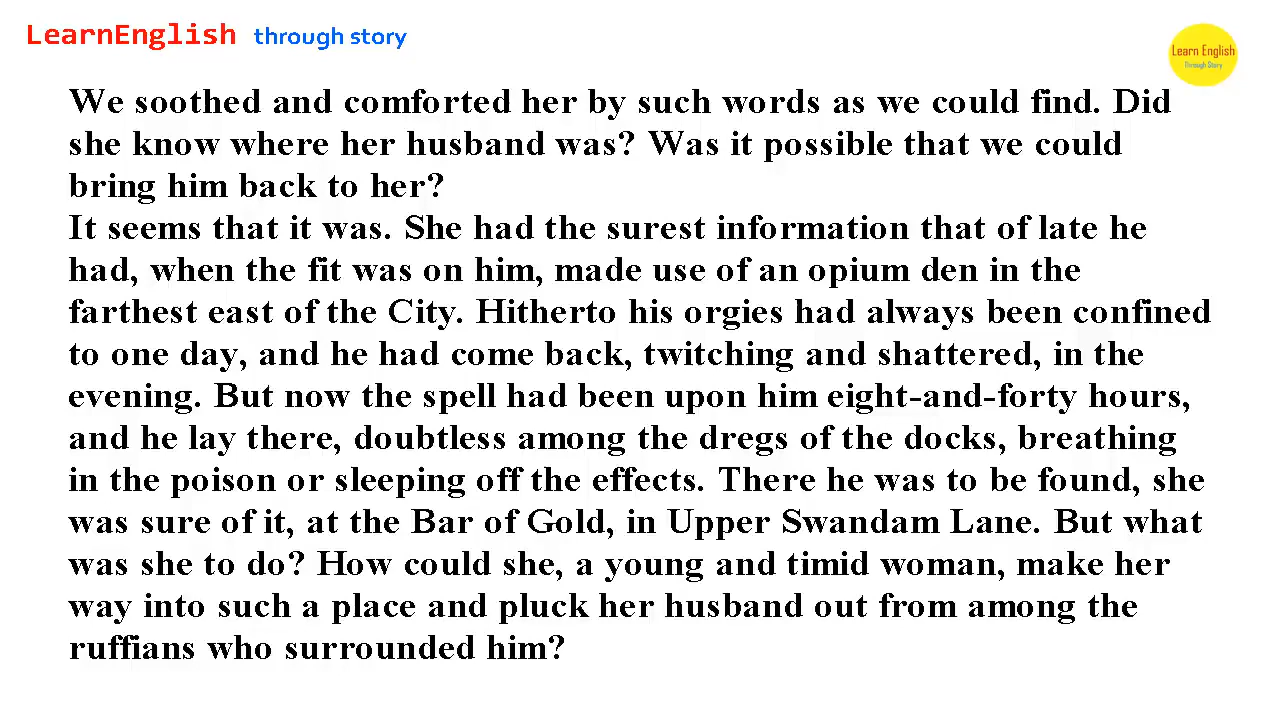 LearnEnglish through story
Learn English
Through Story
We soothed and comforted her by such words as we could find. Did
she know where her husband was? Was it possible that we could
bring him back to her?
It seems that it was. She had the surest information that of late he
had, when the fit was on him, made use of an opium den in the
farthest east of the City. Hitherto his orgies had always been confined
to one day, and he had come back, twitching and shattered, in the
evening. But now the spell had been upon him eight-and-forty hours,
and he lay there, doubtless among the dregs of the docks, breathing
in the poison or sleeping off the effects. There he was to be found, she
was sure of it, at the Bar of Gold, in Upper Swandam Lane. But what
was she to do? How could she, a young and timid woman, make her
way into such a place and pluck her husband out from among the
ruffians who surrounded him?